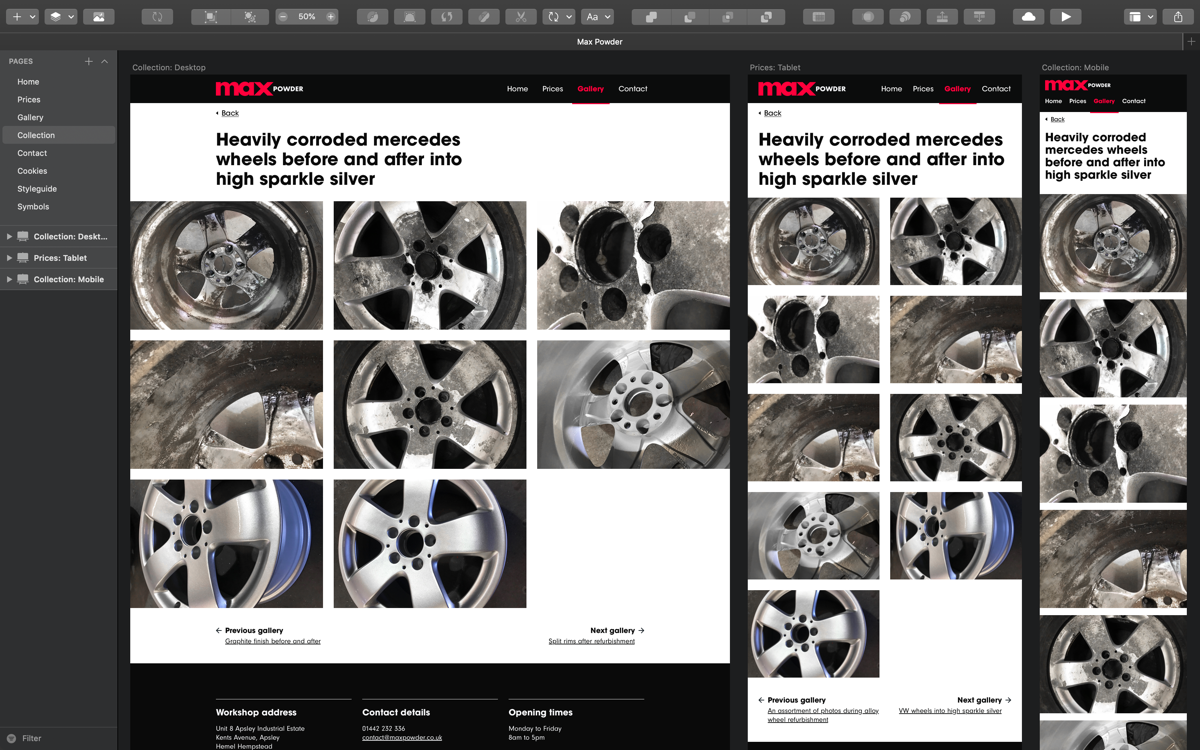 50%
Aa
Max Powder
PAGES
Home
Prices
Gallery
Collection
Contact
Cookies
Styleguide
Symbols
Collection: Deskt...
Prices: Tablet
Collection: Mobile
Filter
Collection: Desktop
max POWDER
Home Prices Gallery Contact
Back
Heavily corroded mercedes
wheels before and after into
high sparkle silver
← Previous gallery
Graphite finish before and after
Next gallery →
Split rims after refurbishment
Workshop address
Unit 8 Apsley Industrial Estate
Kents Avenue, Apsley
Hemel Hempstead
Contact details
01442 232 336
contact@maxpowder.co.uk
Opening times
Monday to Friday
8am to 5pm
Prices: Tablet
max POWDER
Home Prices Gallery Contact
Back
Heavily corroded mercedes
wheels before and after into
high sparkle silver
← Previous gallery
An assortment of photos during alloy
wheel refurbishment
Next gallery →
VW wheels into high sparkle silver
Collection: Mobile
max POWDER
Home Prices Gallery Contact
Back
Heavily corroded
mercedes wheels
before and after into
high sparkle silver